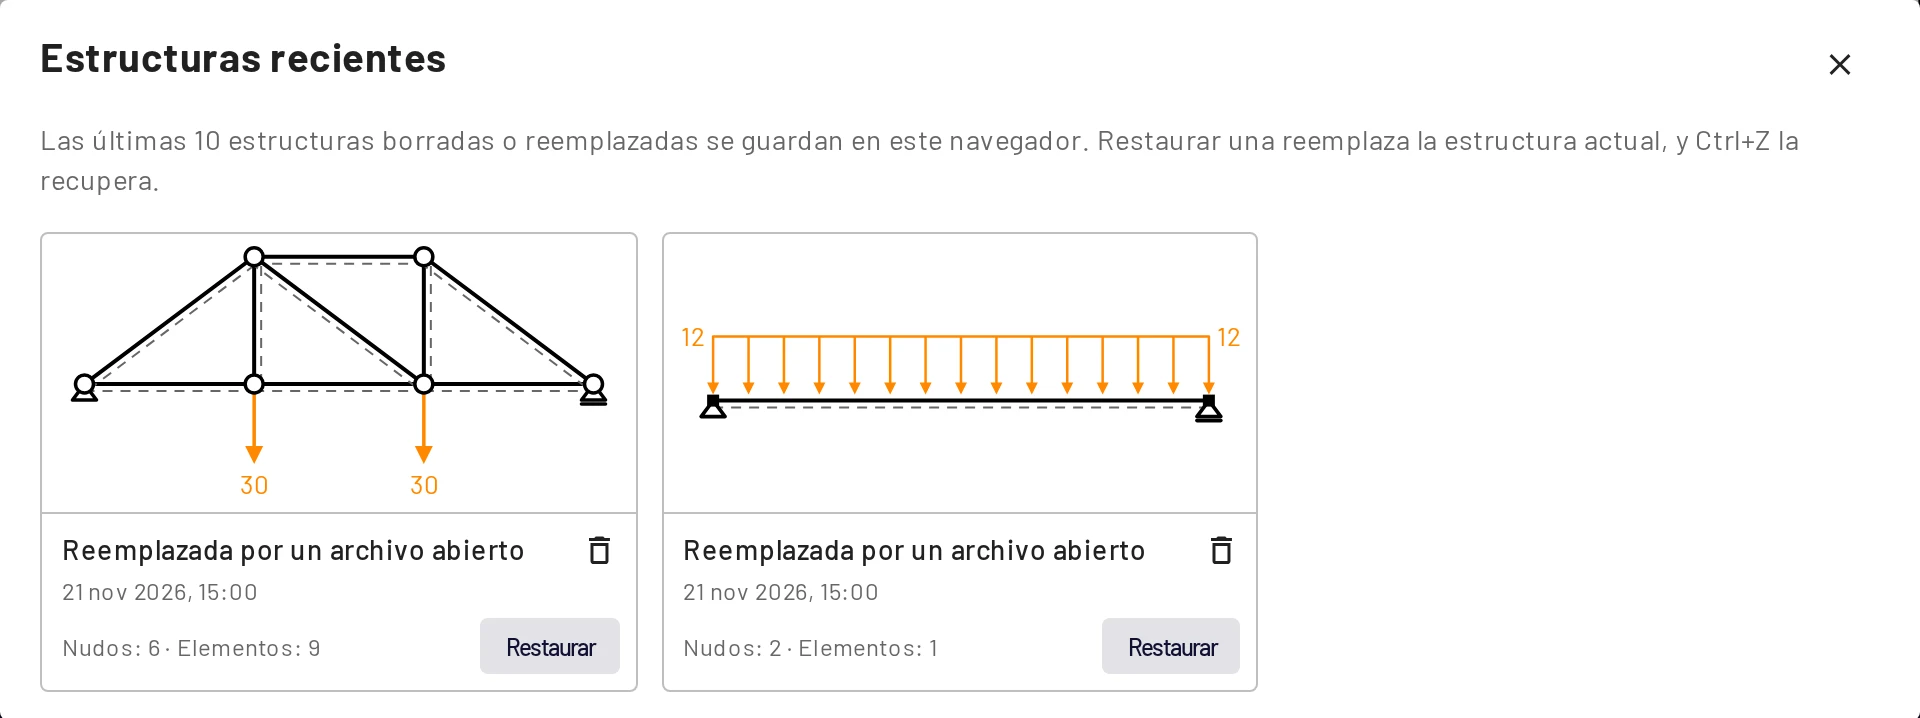 Estructuras recientes
Las últimas 10 estructuras borradas o reemplazadas se guardan en este navegador. Restaurar una reemplaza la estructura actual, y Ctrl+Z la
recupera.
30
30
Reemplazada por un archivo abierto
21 nov 2026, 15:00
Nudos: 6 · Elementos: 9
Restaurar
12
12
Reemplazada por un archivo abierto
21 nov 2026, 15:00
Nudos: 2 · Elementos: 1
Restaurar